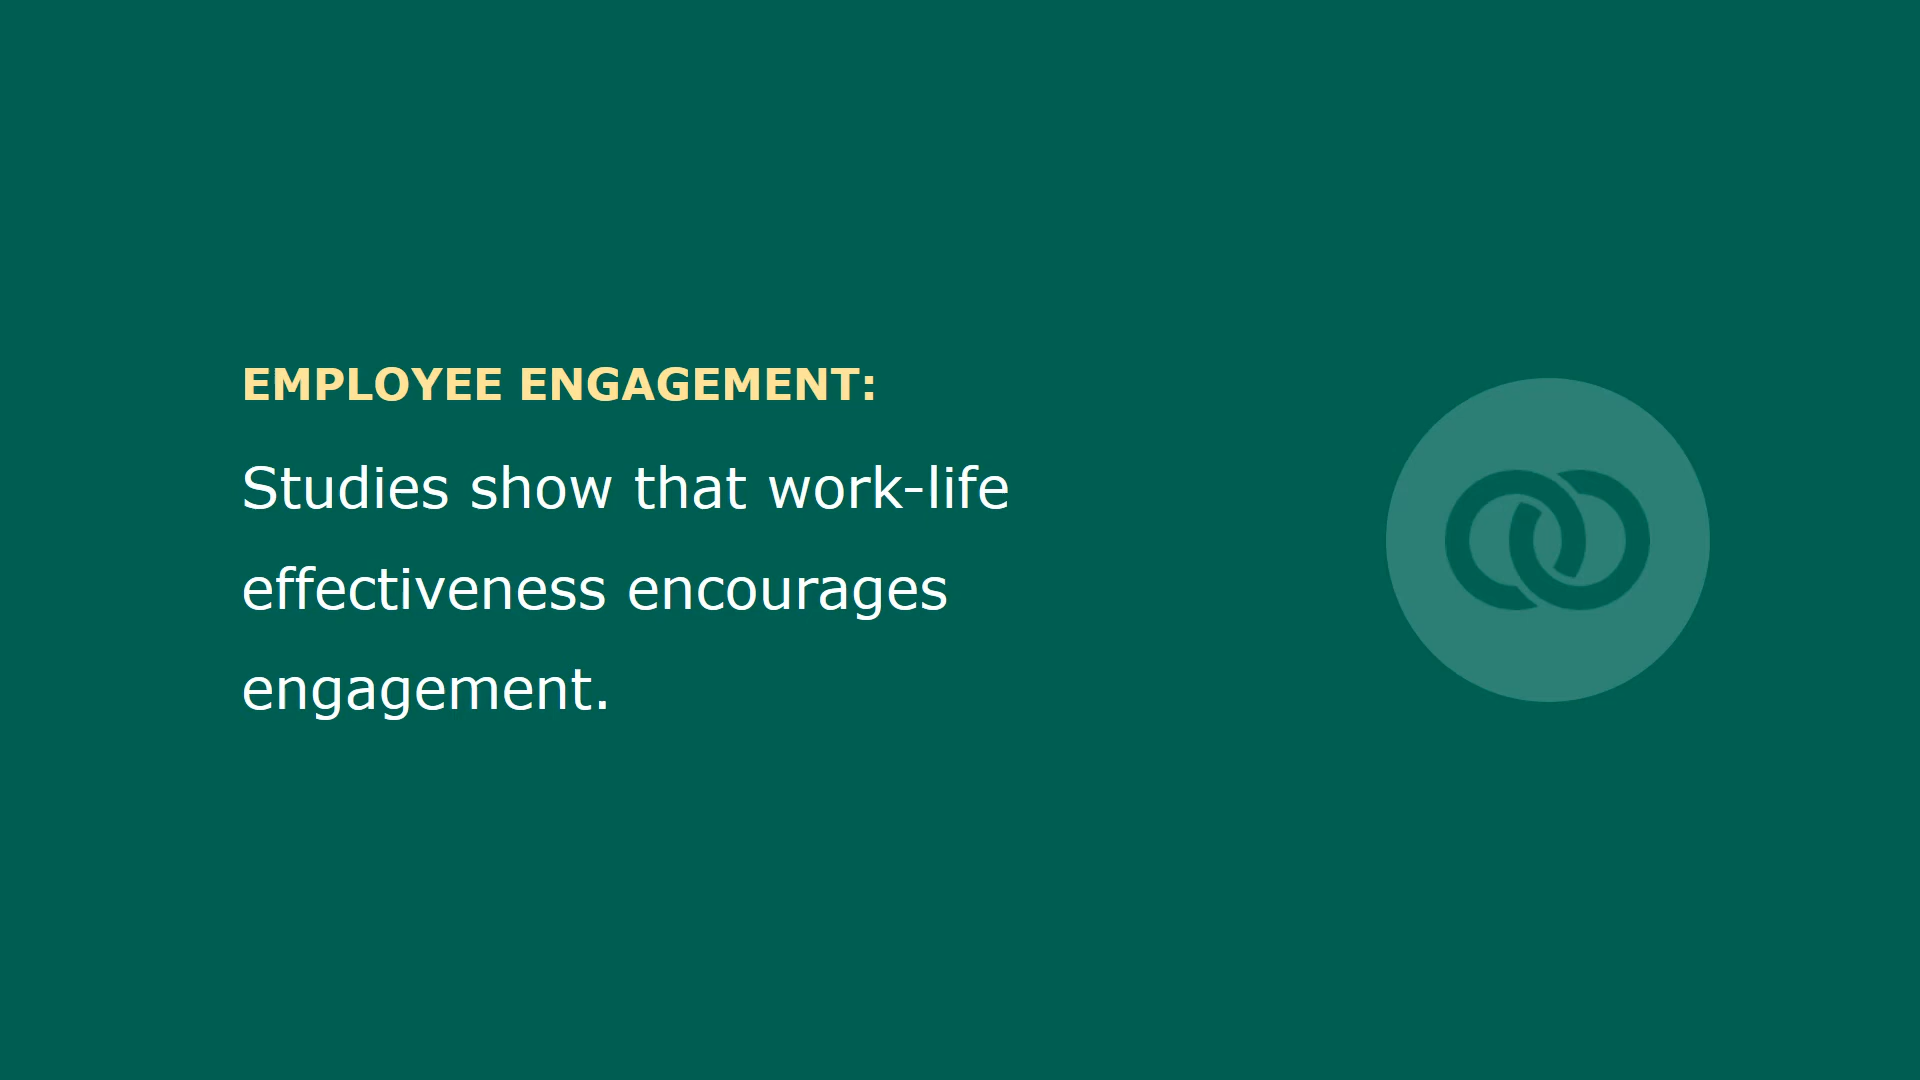 EMPLOYEE ENGAGEMENT:
Studies show that work-life
effectiveness encourages
engagement.